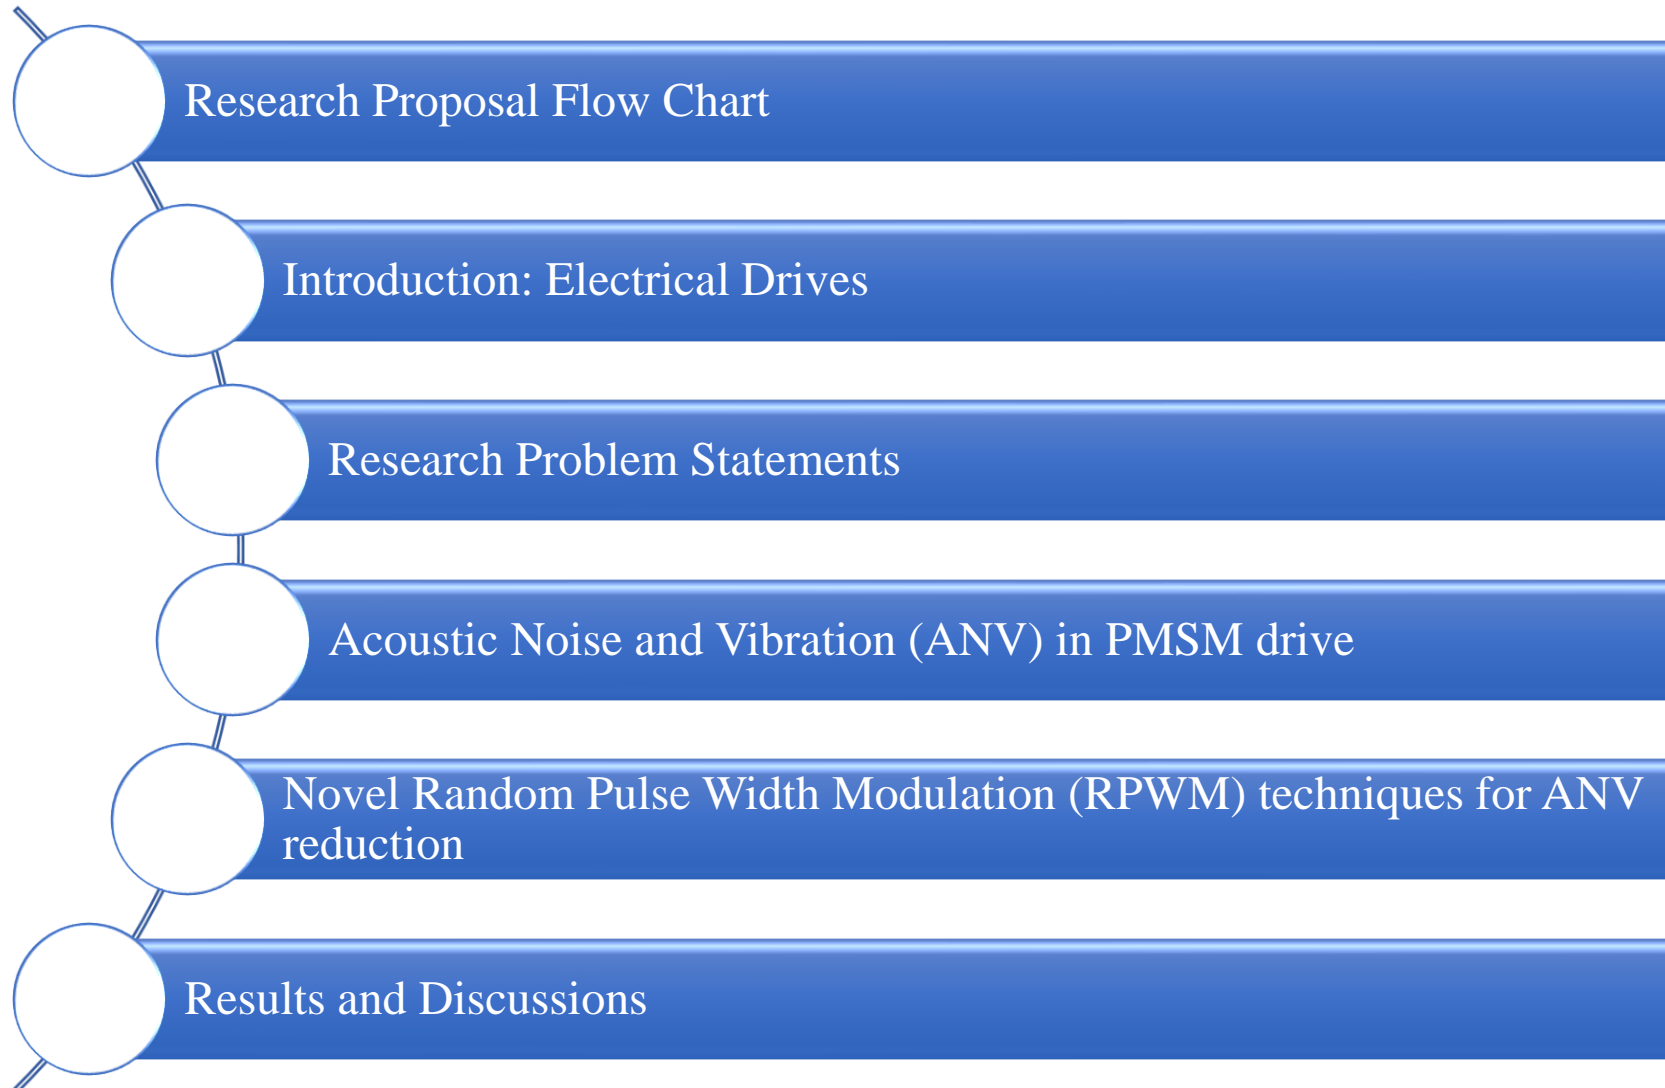 Research Proposal Flow Chart
Introduction: Electrical Drives
Research Problem Statements
Acoustic Noise and Vibration (ANV) in PMSM drive
Novel Random Pulse Width Modulation (RPWM) techniques for ANV
reduction
Results and Discussions